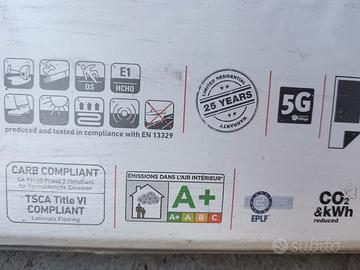 E1
HCHO
DS
produced and tested in compliance with EN 13329
LIMITED RESIDENTIAL
25 YEARS
WARRANTY
5G
CARB COMPLIANT
CA 93120 Phase 2 compliant
for Formaldehyde Emission
TSCA Title VI
COMPLIANT
Laminate Flooring
ÉMISSIONS DANS L'AIR INTÉRIEUR*
A+
A+ A B C
EPLF
CO2
&kWh
reduced
subito